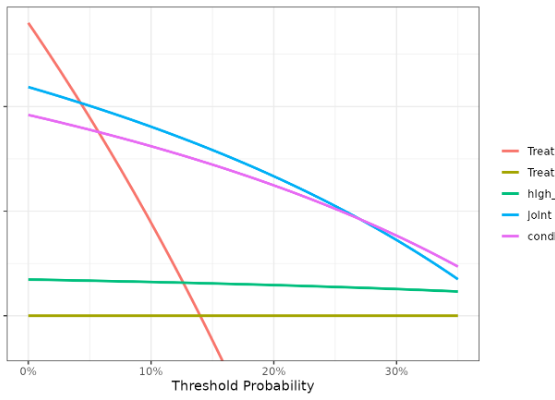 Treat
Treat
high_
joint
condi
0%
10%
20%
30%
Threshold Probability